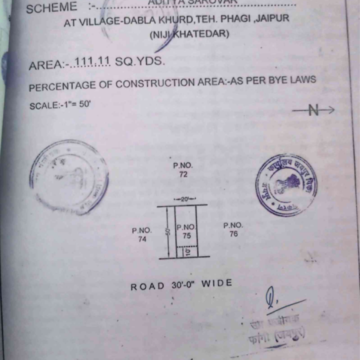 SCHEME :- ADITYA SAROVAR
AT VILLAGE-DABLA KHURD,TEH. PHAGI ,JAIPUR
(NIJI KHATEDAR)
AREA:- 111.11 SQ.YDS.
PERCENTAGE OF CONSTRUCTION AREA:-AS PER BYE LAWS
SCALE:-1"= 50'
N
P.NO.
72
P.NO.
74
P.NO.
75
P.NO.
76
ROAD 30'-0" WIDE
फागी (जयपुर)